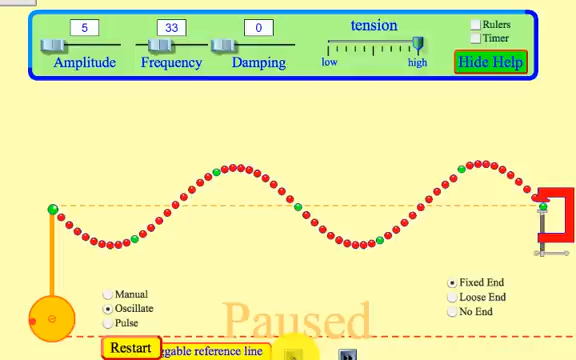 5
33
0
Amplitude
Frequency
Damping
tension
low
high
Rulers
Timer
Hide Help
Manual
Oscillate
Pulse
Paused
Fixed End
Loose End
No End
Restart
reference line